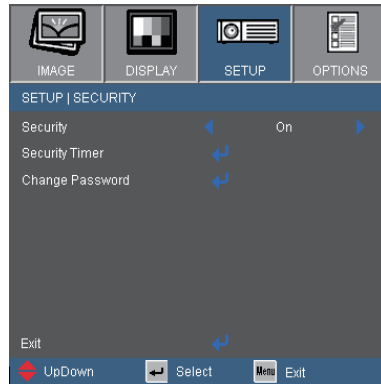 IMAGE DISPLAY SETUP OPTIONS
SETUP | SECURITY
Security On
Security Timer
Change Password
Exit
UpDown Select Menu Exit